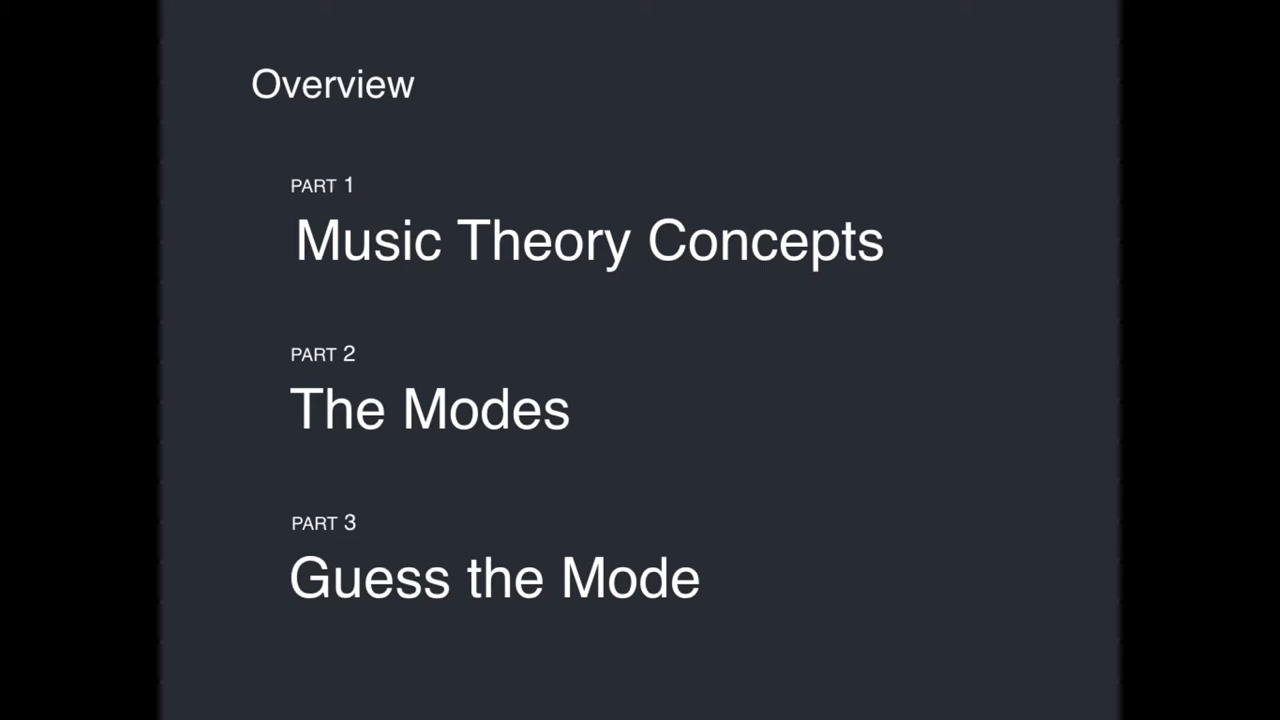 Overview
PART 1
Music Theory Concepts
PART 2
The Modes
PART 3
Guess the Mode